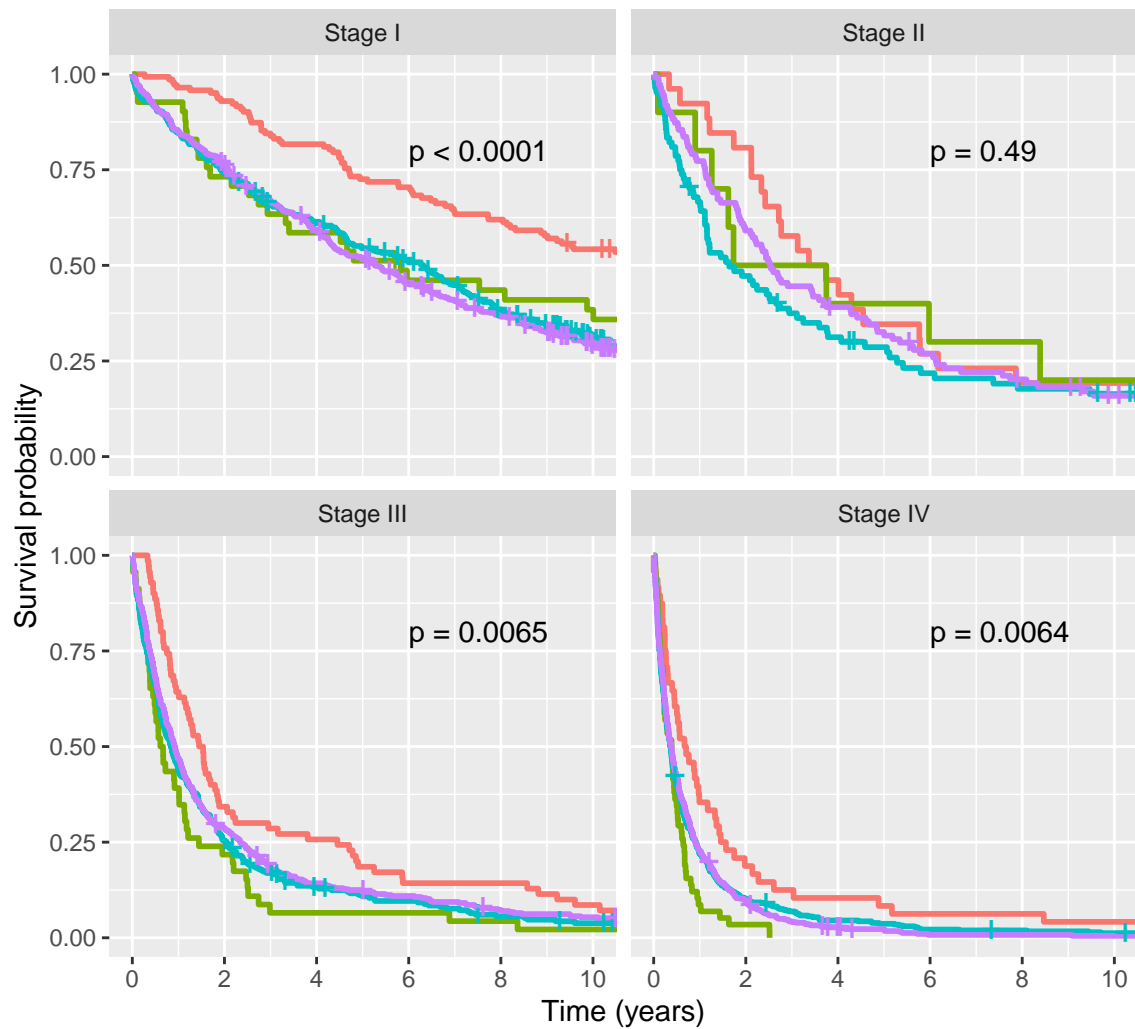 Stage I
Stage II
1.00
0.75
0.50
0.25
0.00
p < 0.0001
p = 0.49
Survival probability
Stage III
Stage IV
1.00
0.75
0.50
0.25
0.00
p = 0.0065
p = 0.0064
0 2 4 6 8 10
0 2 4 6 8 10
Time (years)